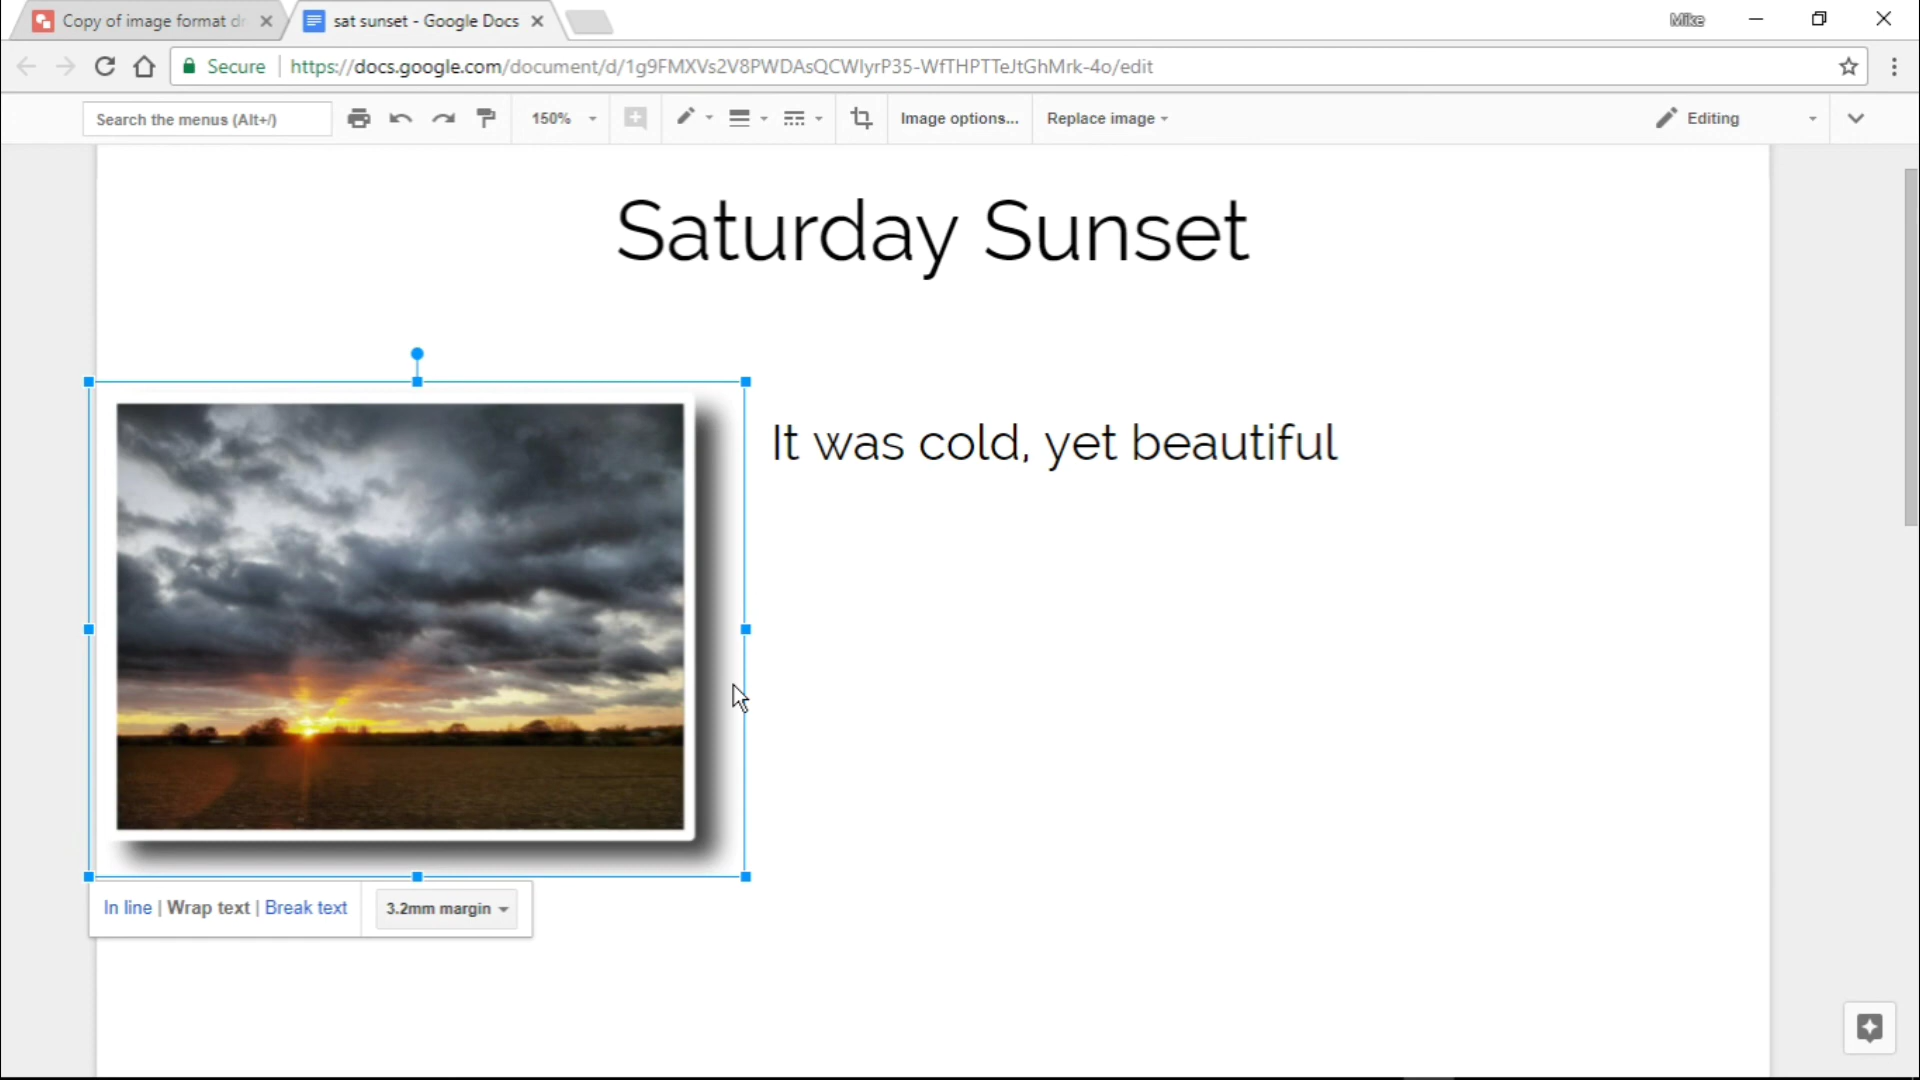 Copy of image format dr
sat sunset - Google Docs
Mike
Secure
https://docs.google.com/document/d/1g9FMXVs2V8PWDAsQCWlyrP35-WfTHPTTeJtGhMrk-4o/edit
Search the menus (Alt+/)
150%
Image options...
Replace image
Editing
Saturday Sunset
It was cold, yet beautiful
In line | Wrap text | Break text
3.2mm margin